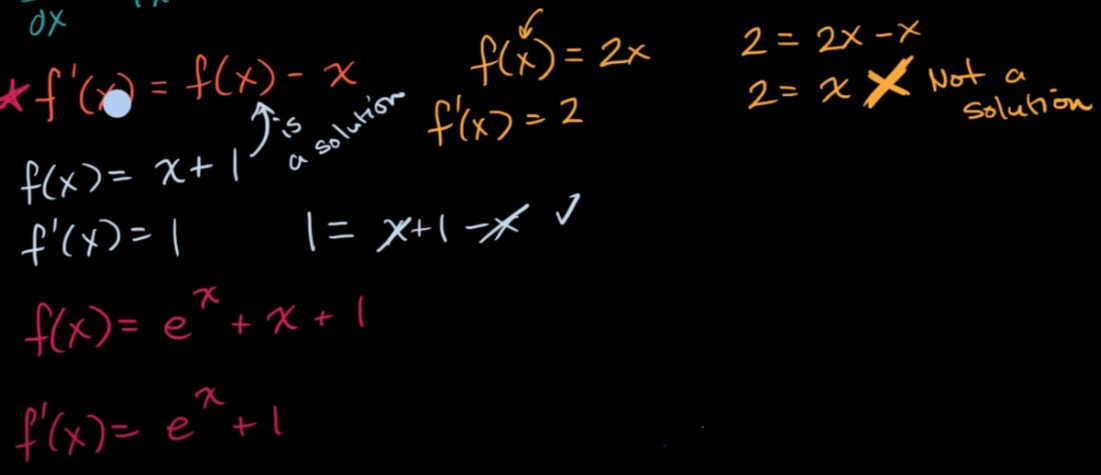 dx
★ f'(x) = f(x) - x
is a solution
f(x) = x + 1
f'(x) = 1
1 = x + 1 - x ✓
f(x) = e^x + x + 1
f'(x) = e^x + 1
f(x) = 2x
f'(x) = 2
2 = 2x - x
2 = x ✗ Not a
solution